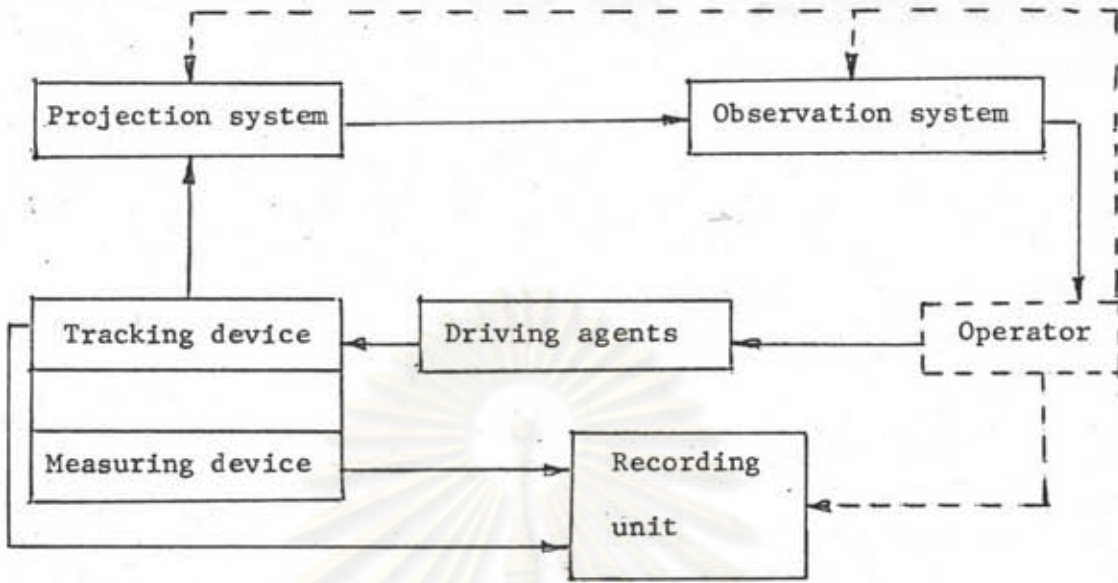 Projection system
Observation system
Tracking device
Driving agents
Operator
Measuring device
Recording
unit